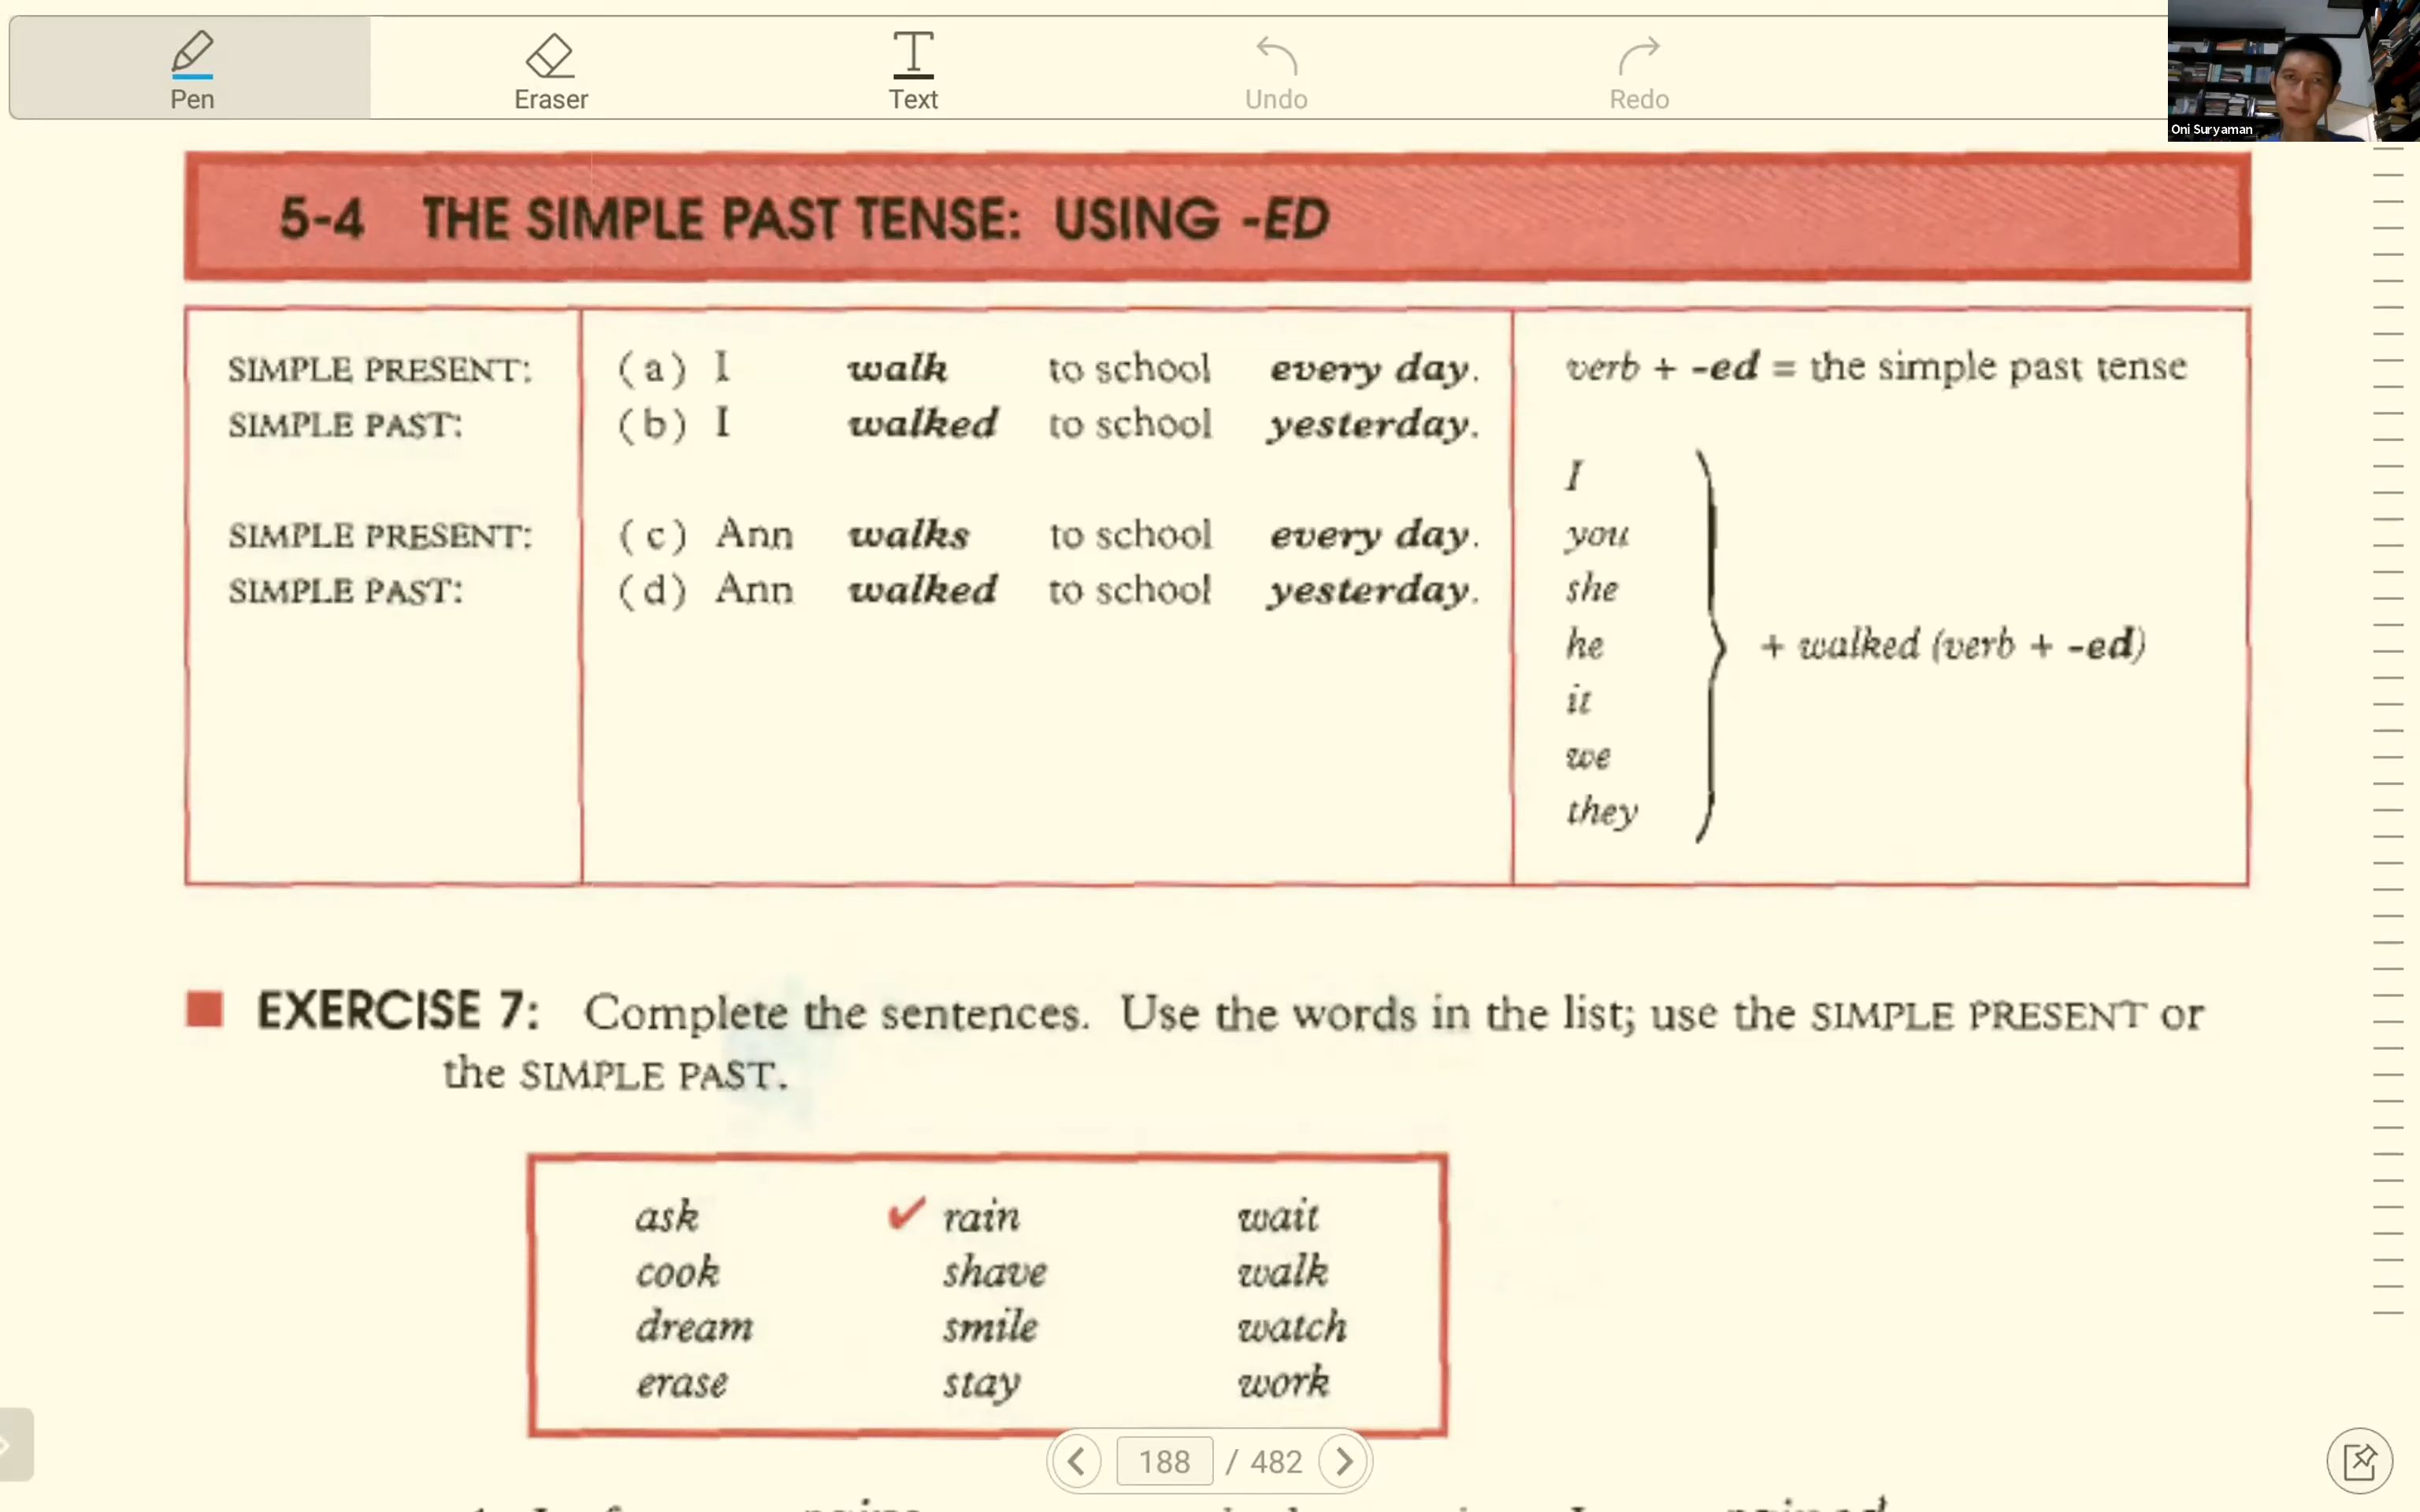 Pen
Eraser
Text
Undo
Redo
Oni Suryaman
5-4 THE SIMPLE PAST TENSE: USING -ED
SIMPLE PRESENT: (a) I walk to school every day.
SIMPLE PAST: (b) I walked to school yesterday.
SIMPLE PRESENT: (c) Ann walks to school every day.
SIMPLE PAST: (d) Ann walked to school yesterday.
verb + -ed = the simple past tense
I
you
she
he
it
we
they
+ walked (verb + -ed)
EXERCISE 7: Complete the sentences. Use the words in the list; use the SIMPLE PRESENT or
the SIMPLE PAST.
ask ✔ rain wait
cook shave walk
dream smile watch
erase stay work
188 / 482